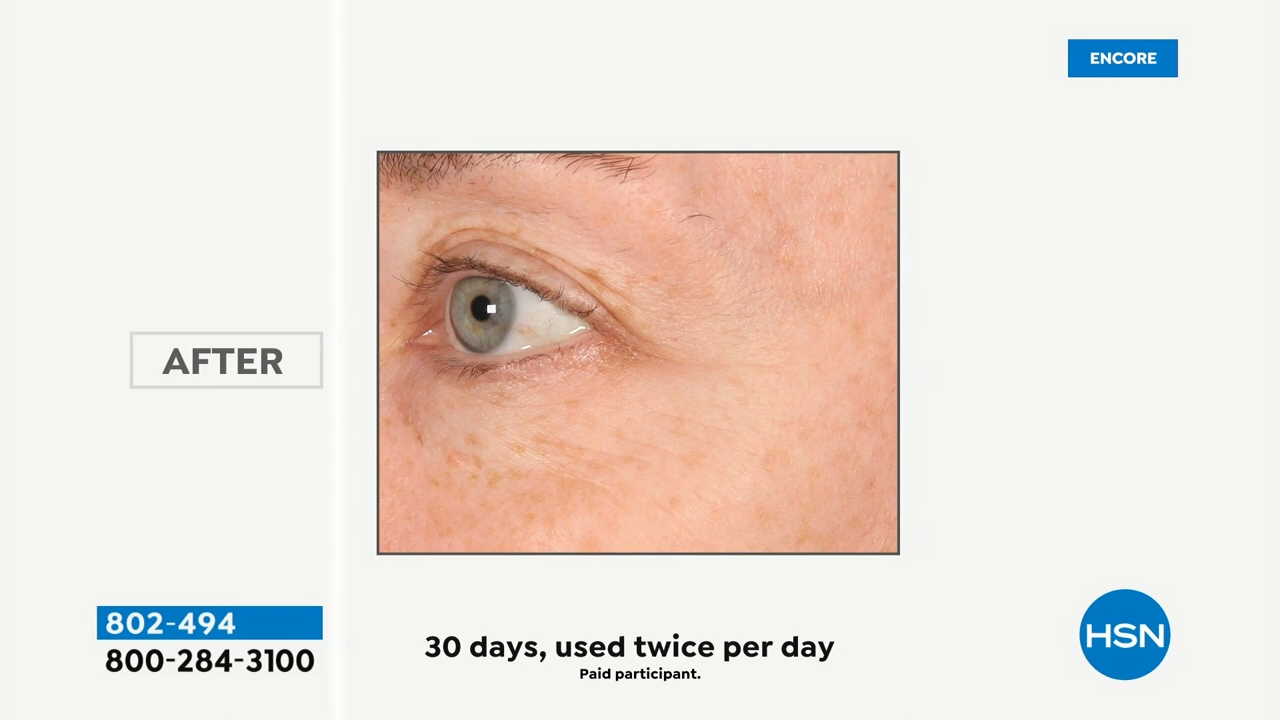 ENCORE
AFTER
802-494
800-284-3100
30 days, used twice per day
Paid participant.
HSN